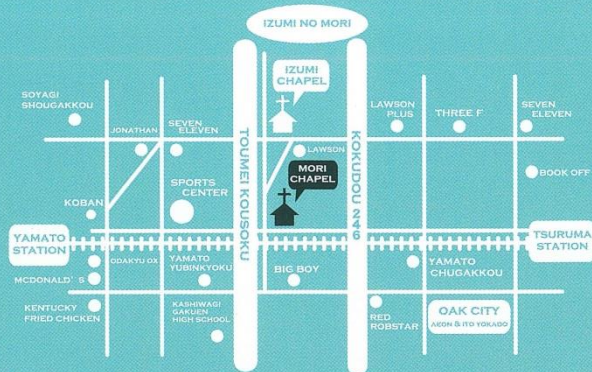 IZUMI NO MORI
IZUMI
CHAPEL
SOYAGI
SHOUGAKKOU
JONATHAN
SEVEN
ELEVEN
TOUMEI KOUSOKU
LAWSON
KOKUDOU 246
LAWSON
PLUS
THREE F
SEVEN
ELEVEN
MORI
CHAPEL
BOOK OFF
SPORTS
CENTER
KOBAN
YAMATO
STATION
TSURUMA
STATION
ODAKYU OX
YAMATO
YUBINKYOKU
BIG BOY
YAMATO
CHUGAKKOU
MCDONALD'S
KENTUCKY
FRIED CHICKEN
KASHIWAGI
GAKUEN
HIGH SCHOOL
RED
ROBSTAR
OAK CITY
AEON & ITO YOKADO